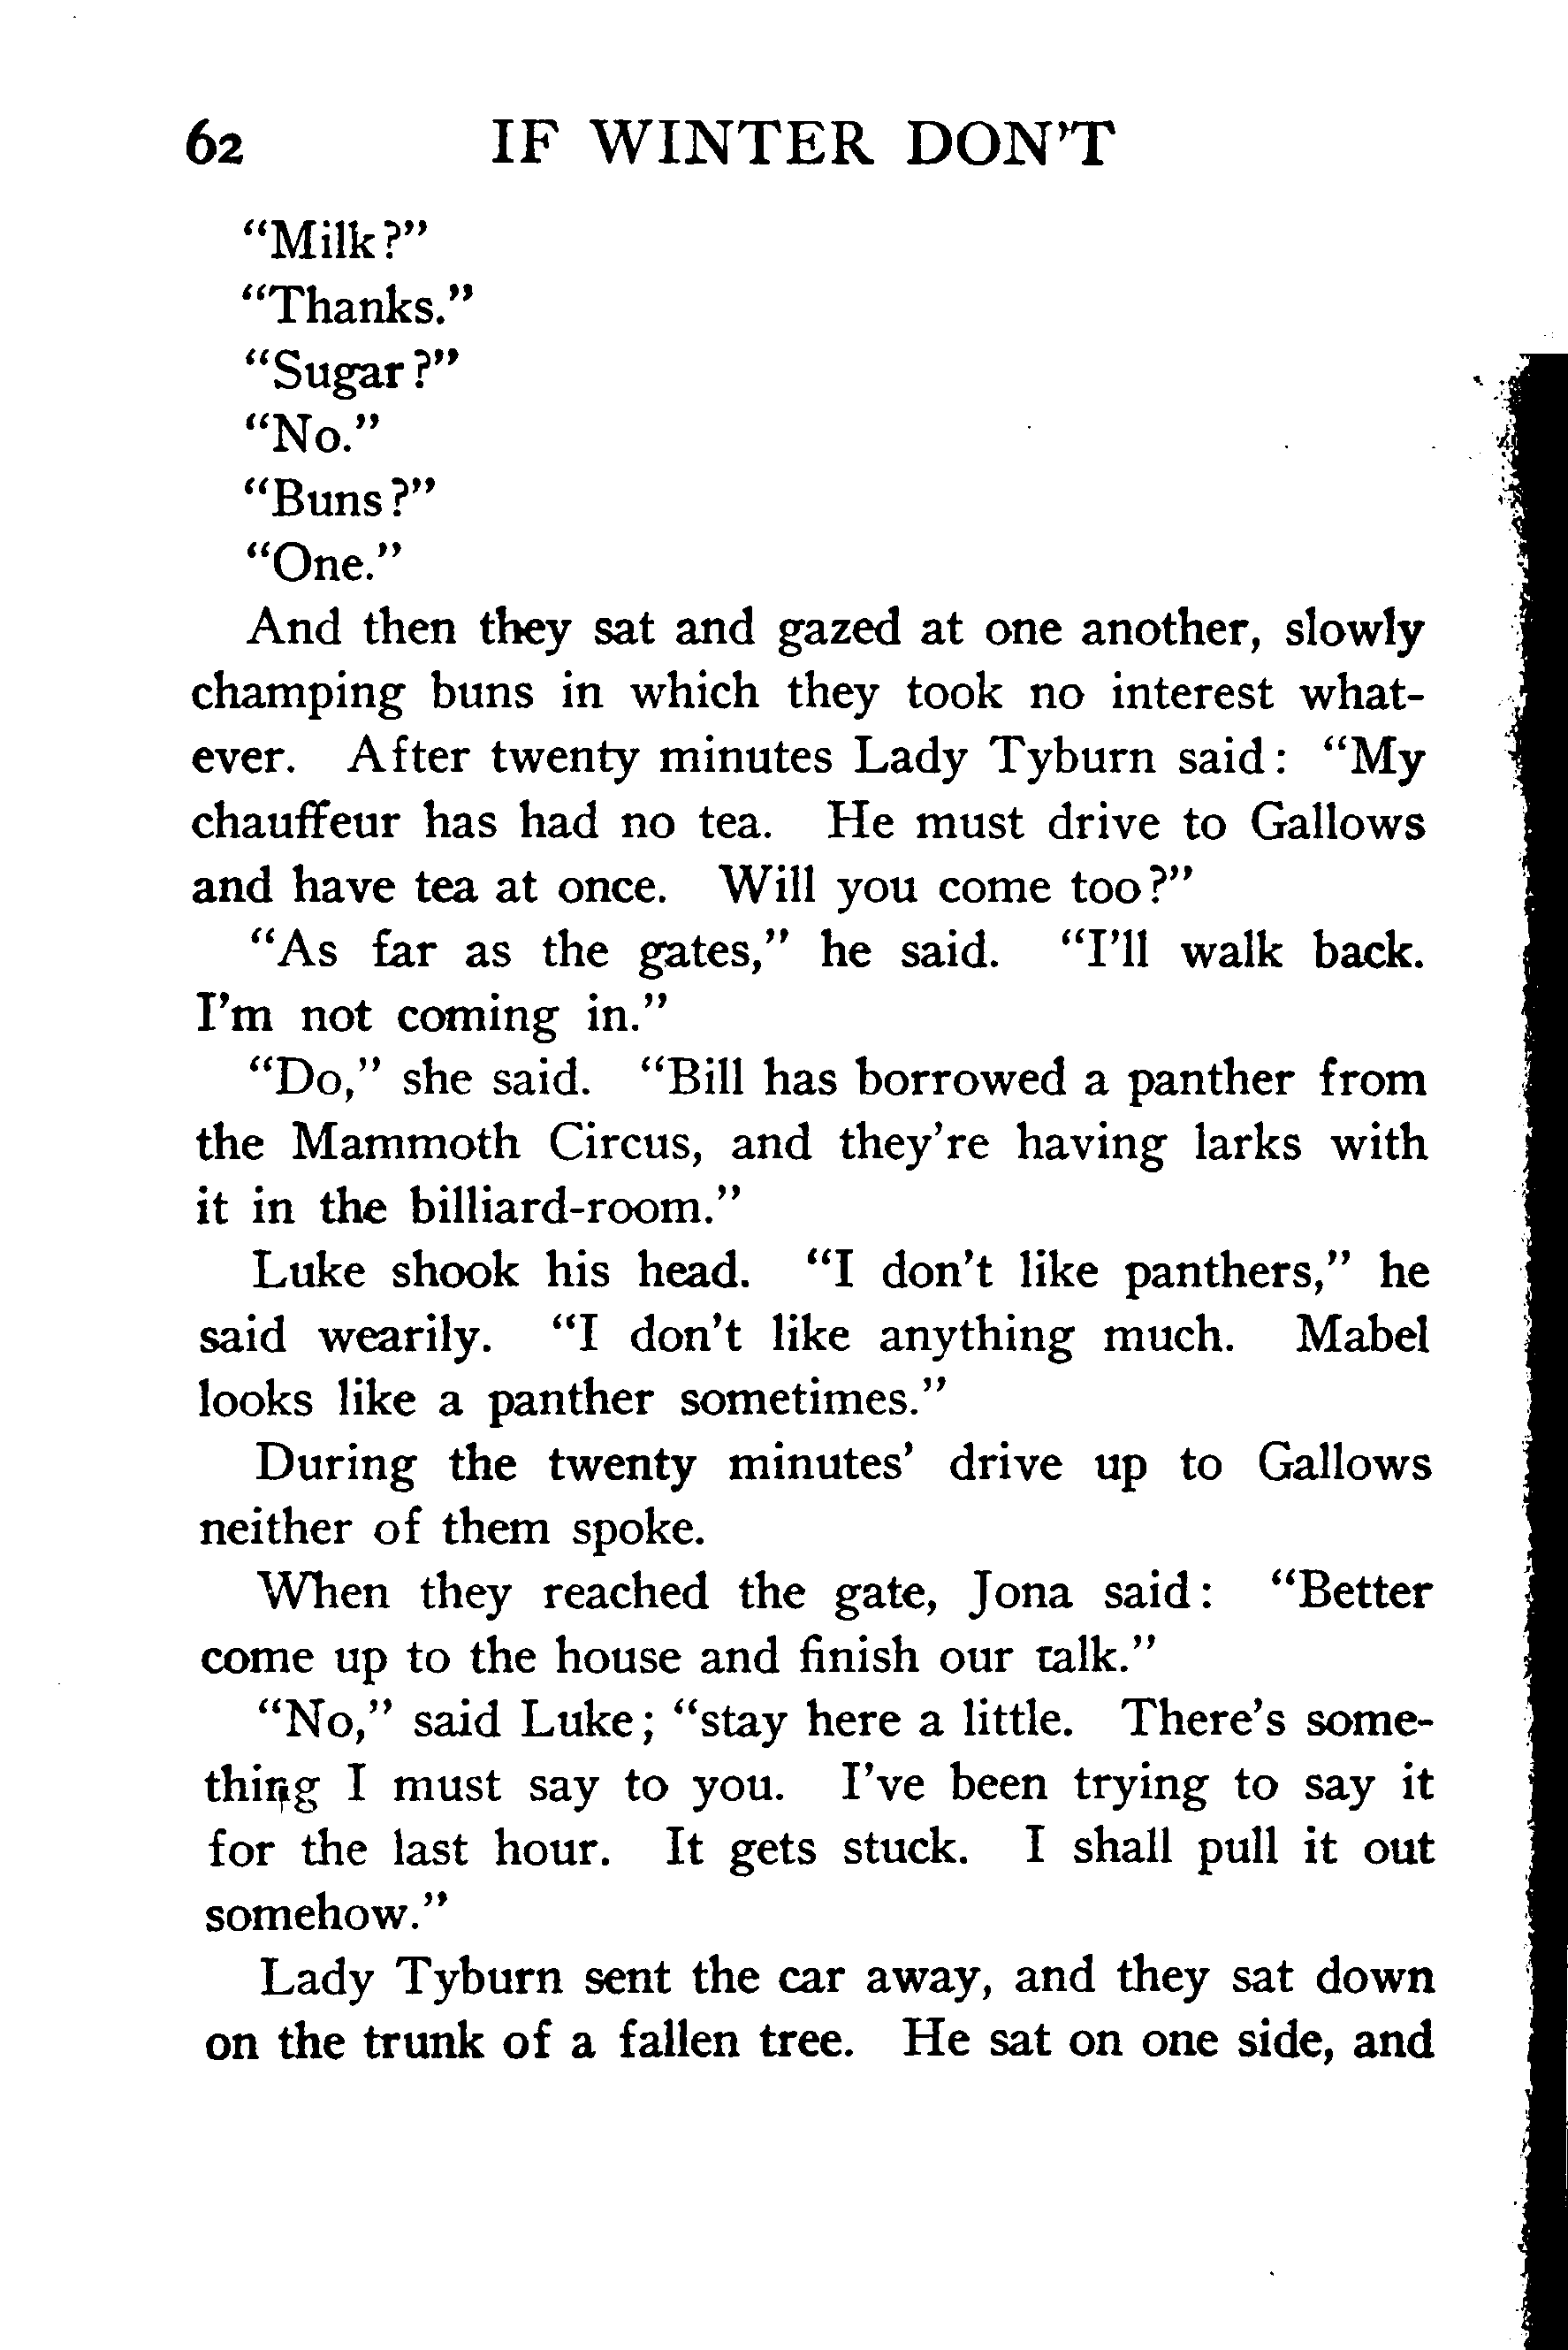 62 IF WINTER DON'T
"Milk?"
"Thanks."
"Sugar?"
"No."
"Buns?"
"One."
And then they sat and gazed at one another, slowly
champing buns in which they took no interest what-
ever. After twenty minutes Lady Tyburn said: "My
chauffeur has had no tea. He must drive to Gallows
and have tea at once. Will you come too?"
"As far as the gates," he said. "I'll walk back.
I'm not coming in."
"Do," she said. "Bill has borrowed a panther from
the Mammoth Circus, and they're having larks with
it in the billiard-room."
Luke shook his head. "I don't like panthers," he
said wearily. "I don't like anything much. Mabel
looks like a panther sometimes."
During the twenty minutes' drive up to Gallows
neither of them spoke.
When they reached the gate, Jona said: "Better
come up to the house and finish our talk."
"No," said Luke; "stay here a little. There's some-
thing I must say to you. I've been trying to say it
for the last hour. It gets stuck. I shall pull it out
somehow."
Lady Tyburn sent the car away, and they sat down
on the trunk of a fallen tree. He sat on one side, and